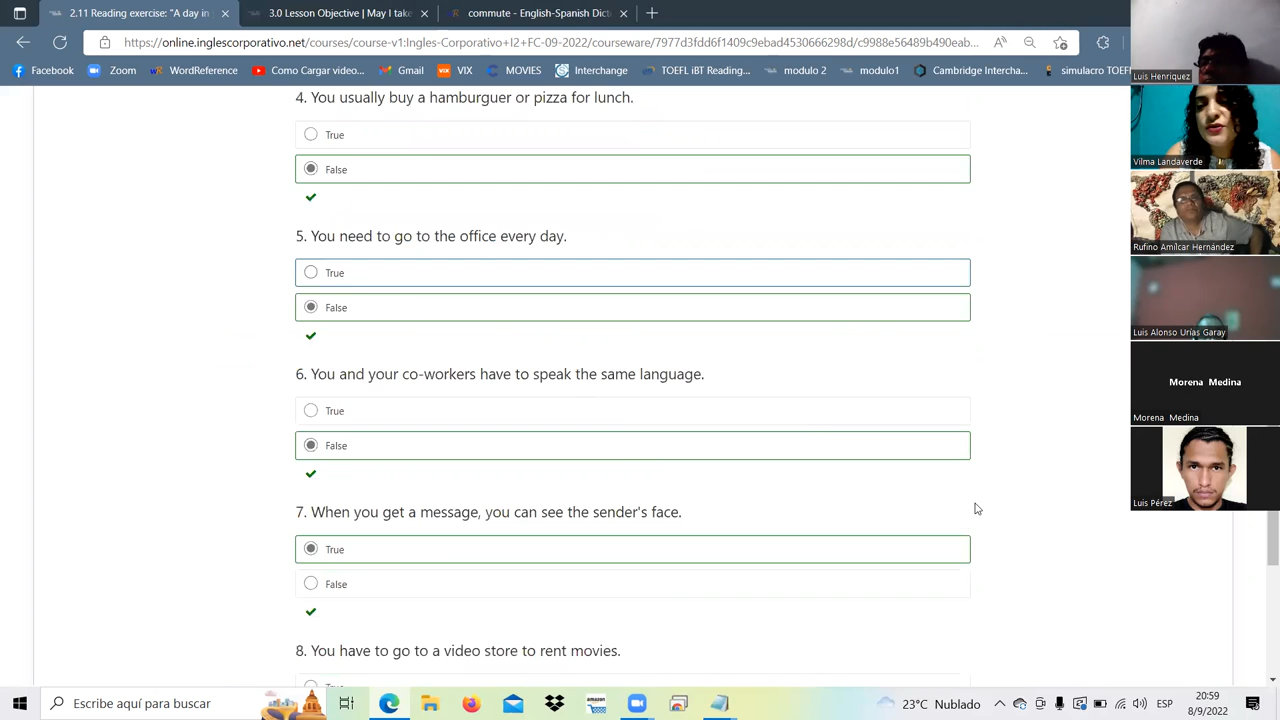 2.11 Reading exercise: "A day in
3.0 Lesson Objective | May I take
commute - English-Spanish Dict
https://online.inglescorporativo.net/courses/course-v1:Ingles-Corporativo+I2+FC-09-2022/courseware/7977d3fdd6f1409c9ebad4530666298d/c9988e56489b490eab...
Facebook
Zoom
WordReference
Como Cargar video...
Gmail
VIX
MOVIES
Interchange
TOEFL iBT Reading...
modulo 2
modulo1
Cambridge Intercha...
simulacro TOEFL
4. You usually buy a hamburguer or pizza for lunch.
True
False
5. You need to go to the office every day.
True
False
6. You and your co-workers have to speak the same language.
True
False
7. When you get a message, you can see the sender's face.
True
False
8. You have to go to a video store to rent movies.
Luis Henriquez
Vilma Landaverde
Rufino Amílcar Hernández
Luis Alonso Urías Garay
Morena Medina
Morena Medina
Luis Pérez
Escribe aquí para buscar
amazon
23°C Nublado
ESP
20:59
8/9/2022